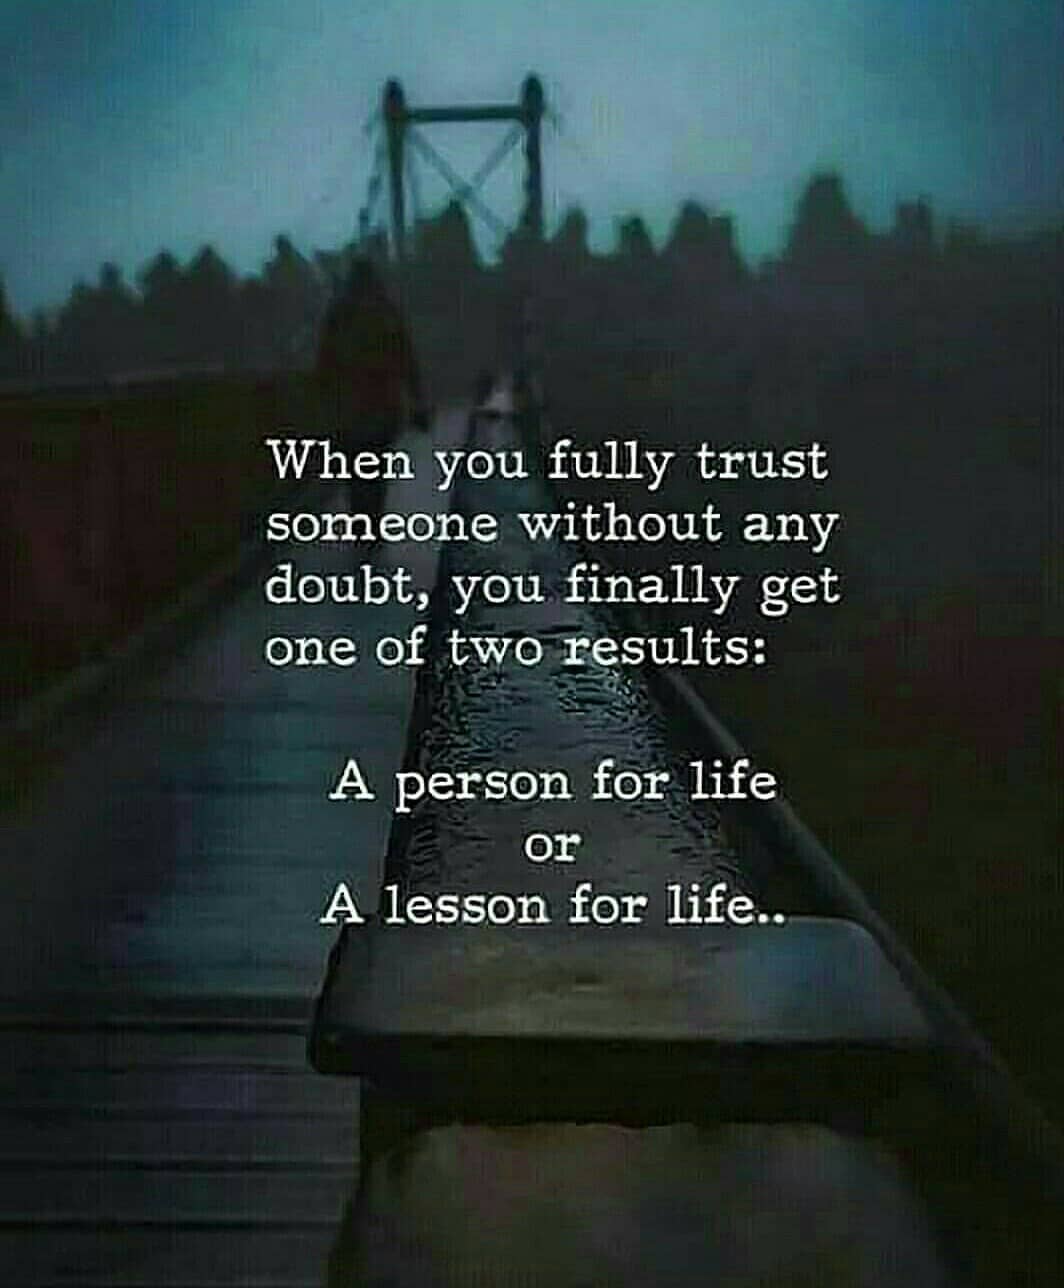 When you fully trust
someone without any
doubt, you finally get
one of two results:
A person for life
or
A lesson for life..